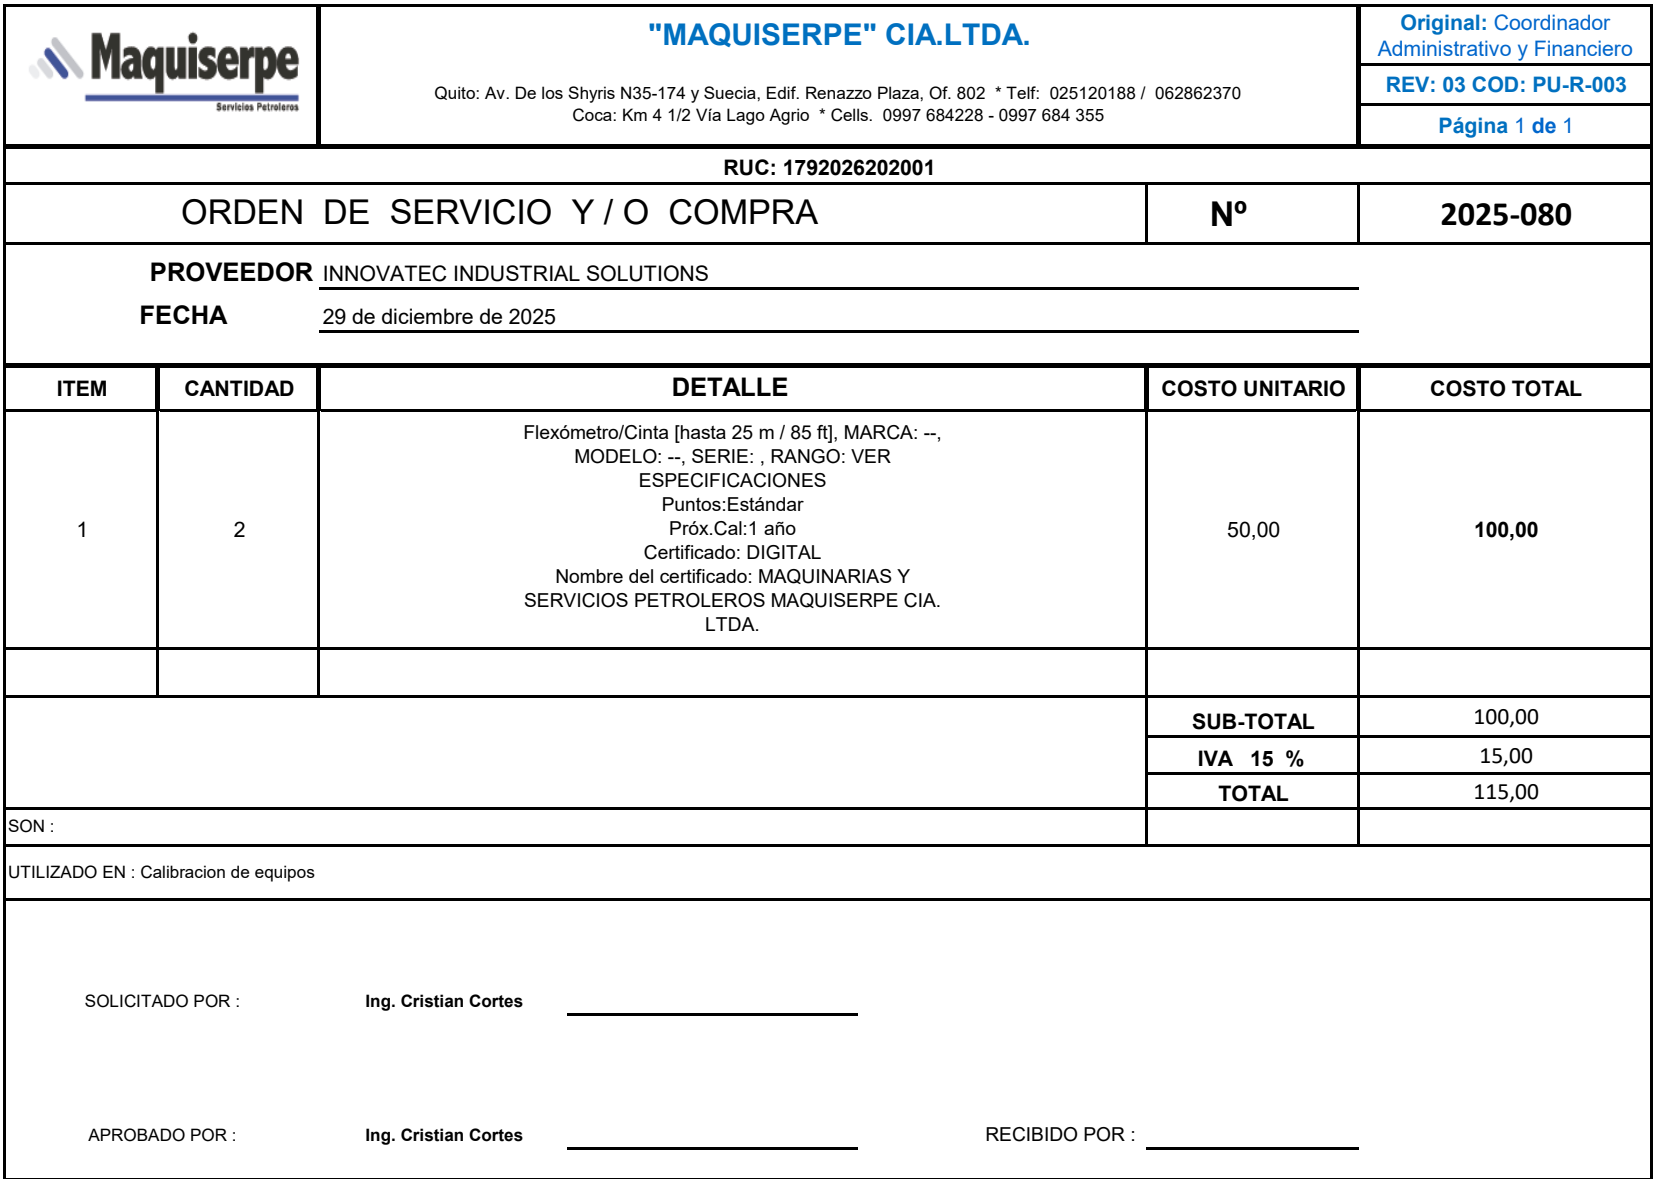 Maquiserpe
Servicios Petroleros
"MAQUISERPE" CIA.LTDA.
Quito: Av. De los Shyris N35-174 y Suecia, Edif. Renazzo Plaza, Of. 802 * Telf: 025120188 / 062862370
Coca: Km 4 1/2 Vía Lago Agrio * Cells. 0997 684228 - 0997 684 355
Original: Coordinador
Administrativo y Financiero
REV: 03 COD: PU-R-003
Página 1 de 1
RUC: 1792026202001
ORDEN DE SERVICIO Y / O COMPRA Nº 2025-080
PROVEEDOR INNOVATEC INDUSTRIAL SOLUTIONS
FECHA 29 de diciembre de 2025
ITEM CANTIDAD DETALLE COSTO UNITARIO COSTO TOTAL
Flexómetro/Cinta [hasta 25 m / 85 ft], MARCA: --,
MODELO: --, SERIE: , RANGO: VER
ESPECIFICACIONES
Puntos:Estándar
1 2 Próx.Cal:1 año 50,00 100,00
Certificado: DIGITAL
Nombre del certificado: MAQUINARIAS Y
SERVICIOS PETROLEROS MAQUISERPE CIA.
LTDA.
SUB-TOTAL 100,00
IVA 15 % 15,00
TOTAL 115,00
SON :
UTILIZADO EN : Calibracion de equipos
SOLICITADO POR : Ing. Cristian Cortes
APROBADO POR : Ing. Cristian Cortes RECIBIDO POR :